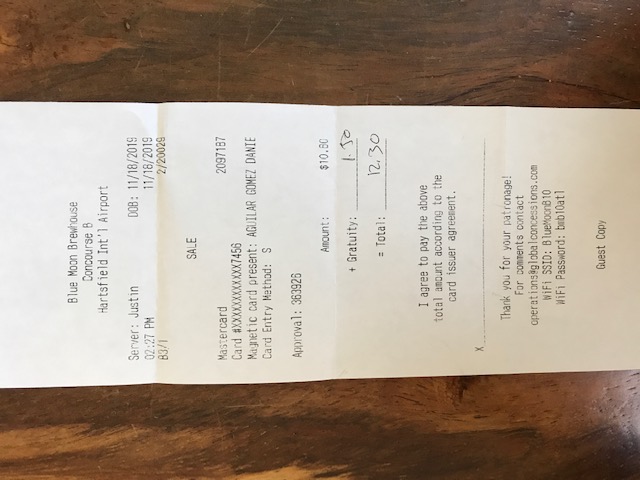 Blue Moon Brewhouse
Concourse B
Hartsfield Int'l Airport
Server: Justin DOB: 11/18/2019
02:27 PM 11/18/2019
B3/1 2/20029
SALE
Mastercard 2097187
Card #XXXXXXXXXXXX7456
Magnetic card present: AGUILAR GOMEZ DANIE
Card Entry Method: S
Approval: 363926
Amount: $10.80
+ Gratuity: 1.50
= Total: 12.30
I agree to pay the above
total amount according to the
card issuer agreement.
X
Thank you for your patronage!
For comments contact
operations@globalconcessions.com
WiFi SSID: BlueMoonB10
WiFi Password: bmb10atl
Guest Copy